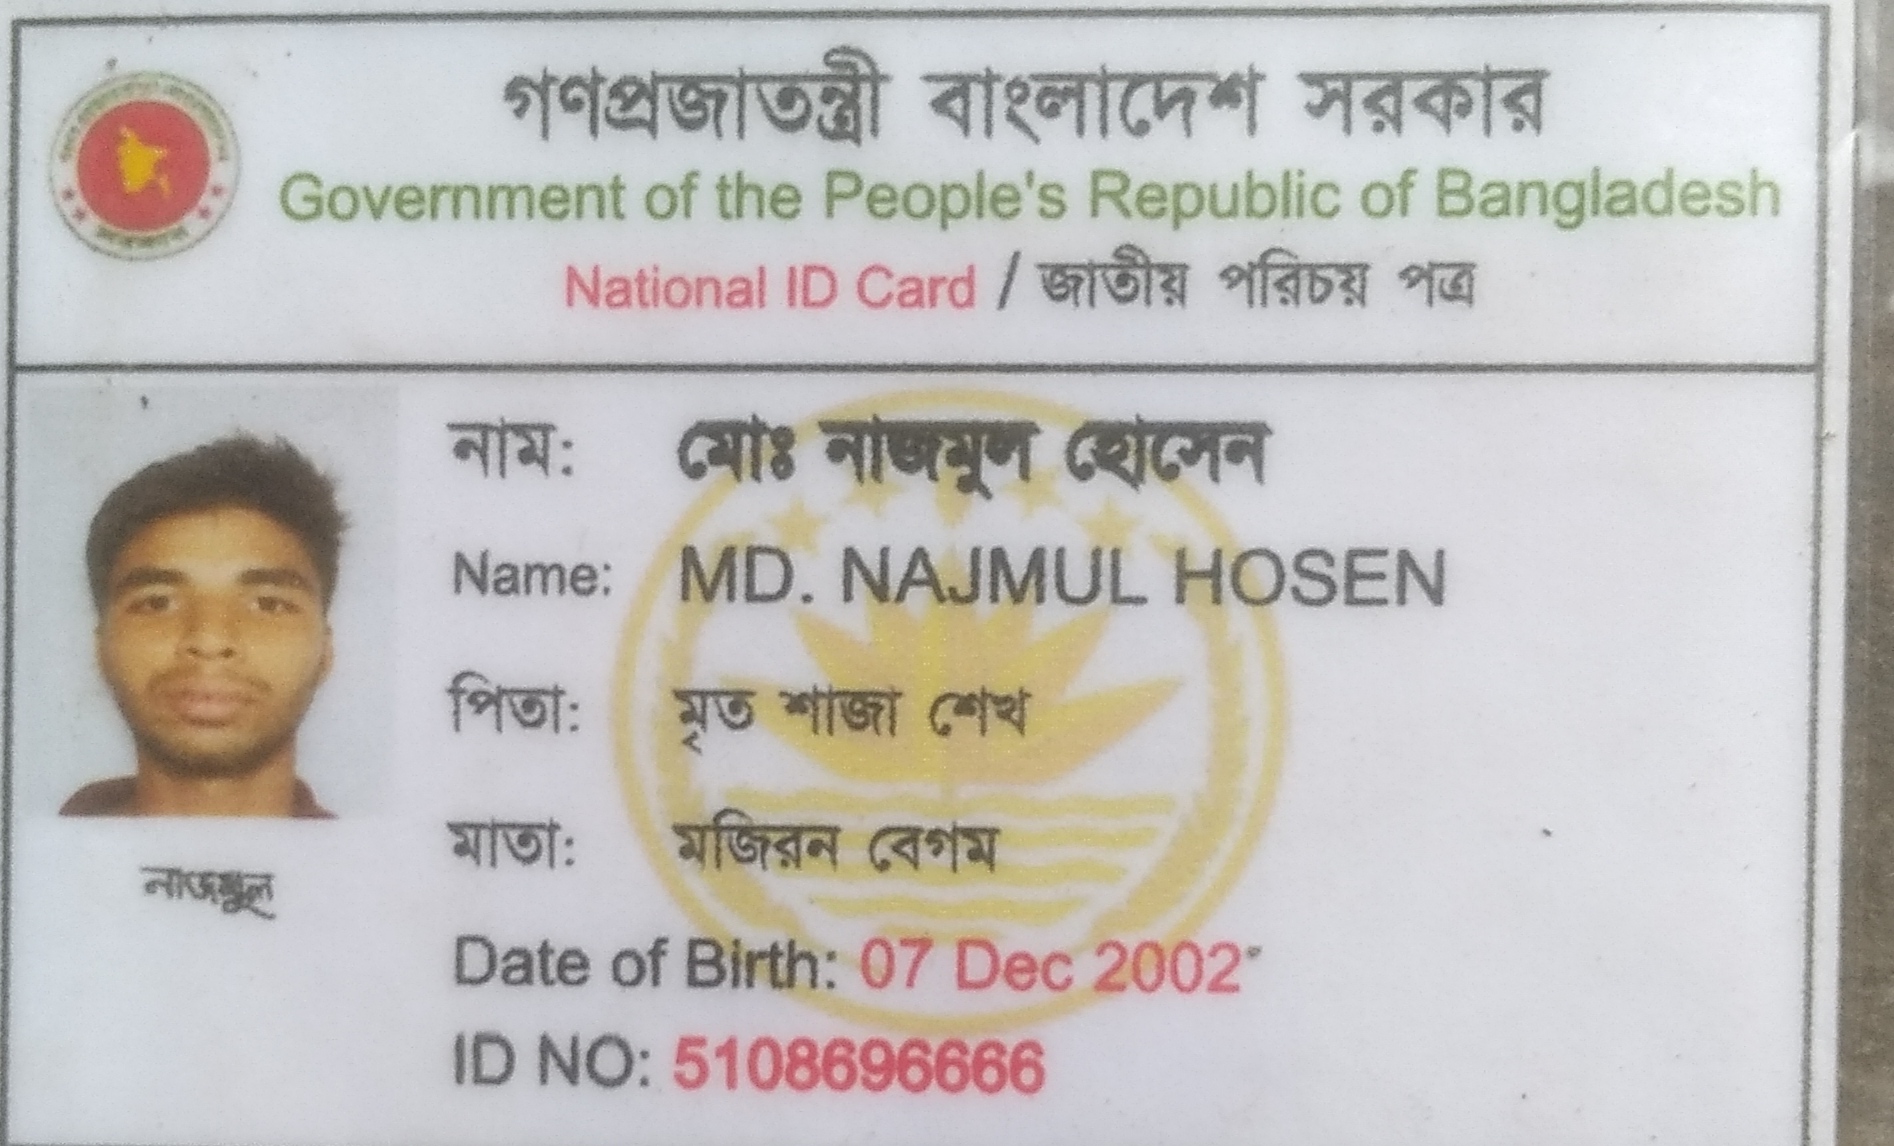 গণপ্রজাতন্ত্রী বাংলাদেশ সরকার
Government of the People's Republic of Bangladesh
National ID Card / জাতীয় পরিচয় পত্র
নাম: মোঃ নাজমুল হোসেন
Name: MD. NAJMUL HOSEN
পিতা: মৃত শাজা শেখ
মাতা: মজিরন বেগম
নাজমুল
Date of Birth: 07 Dec 2002
ID NO: 5108696666